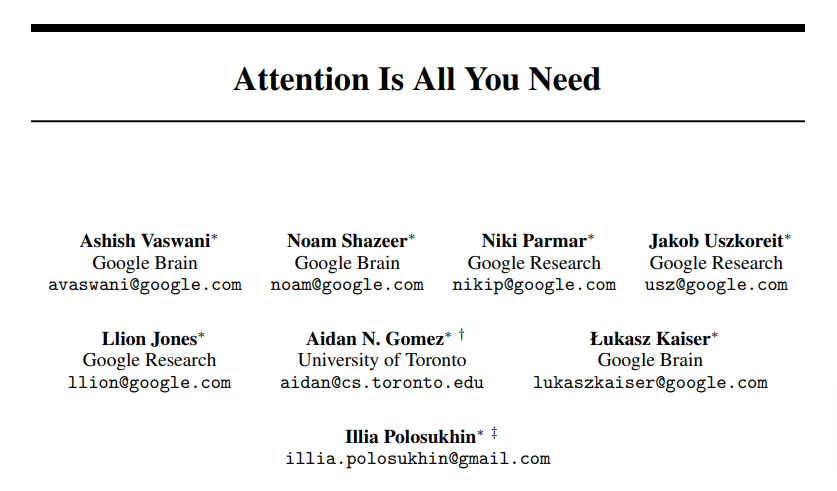 Attention Is All You Need
Ashish Vaswani* Noam Shazeer* Niki Parmar* Jakob Uszkoreit*
Google Brain Google Brain Google Research Google Research
avaswani@google.com noam@google.com nikip@google.com usz@google.com
Llion Jones* Aidan N. Gomez* † Łukasz Kaiser*
Google Research University of Toronto Google Brain
llion@google.com aidan@cs.toronto.edu lukaszkaiser@google.com
Illia Polosukhin* ‡
illia.polosukhin@gmail.com